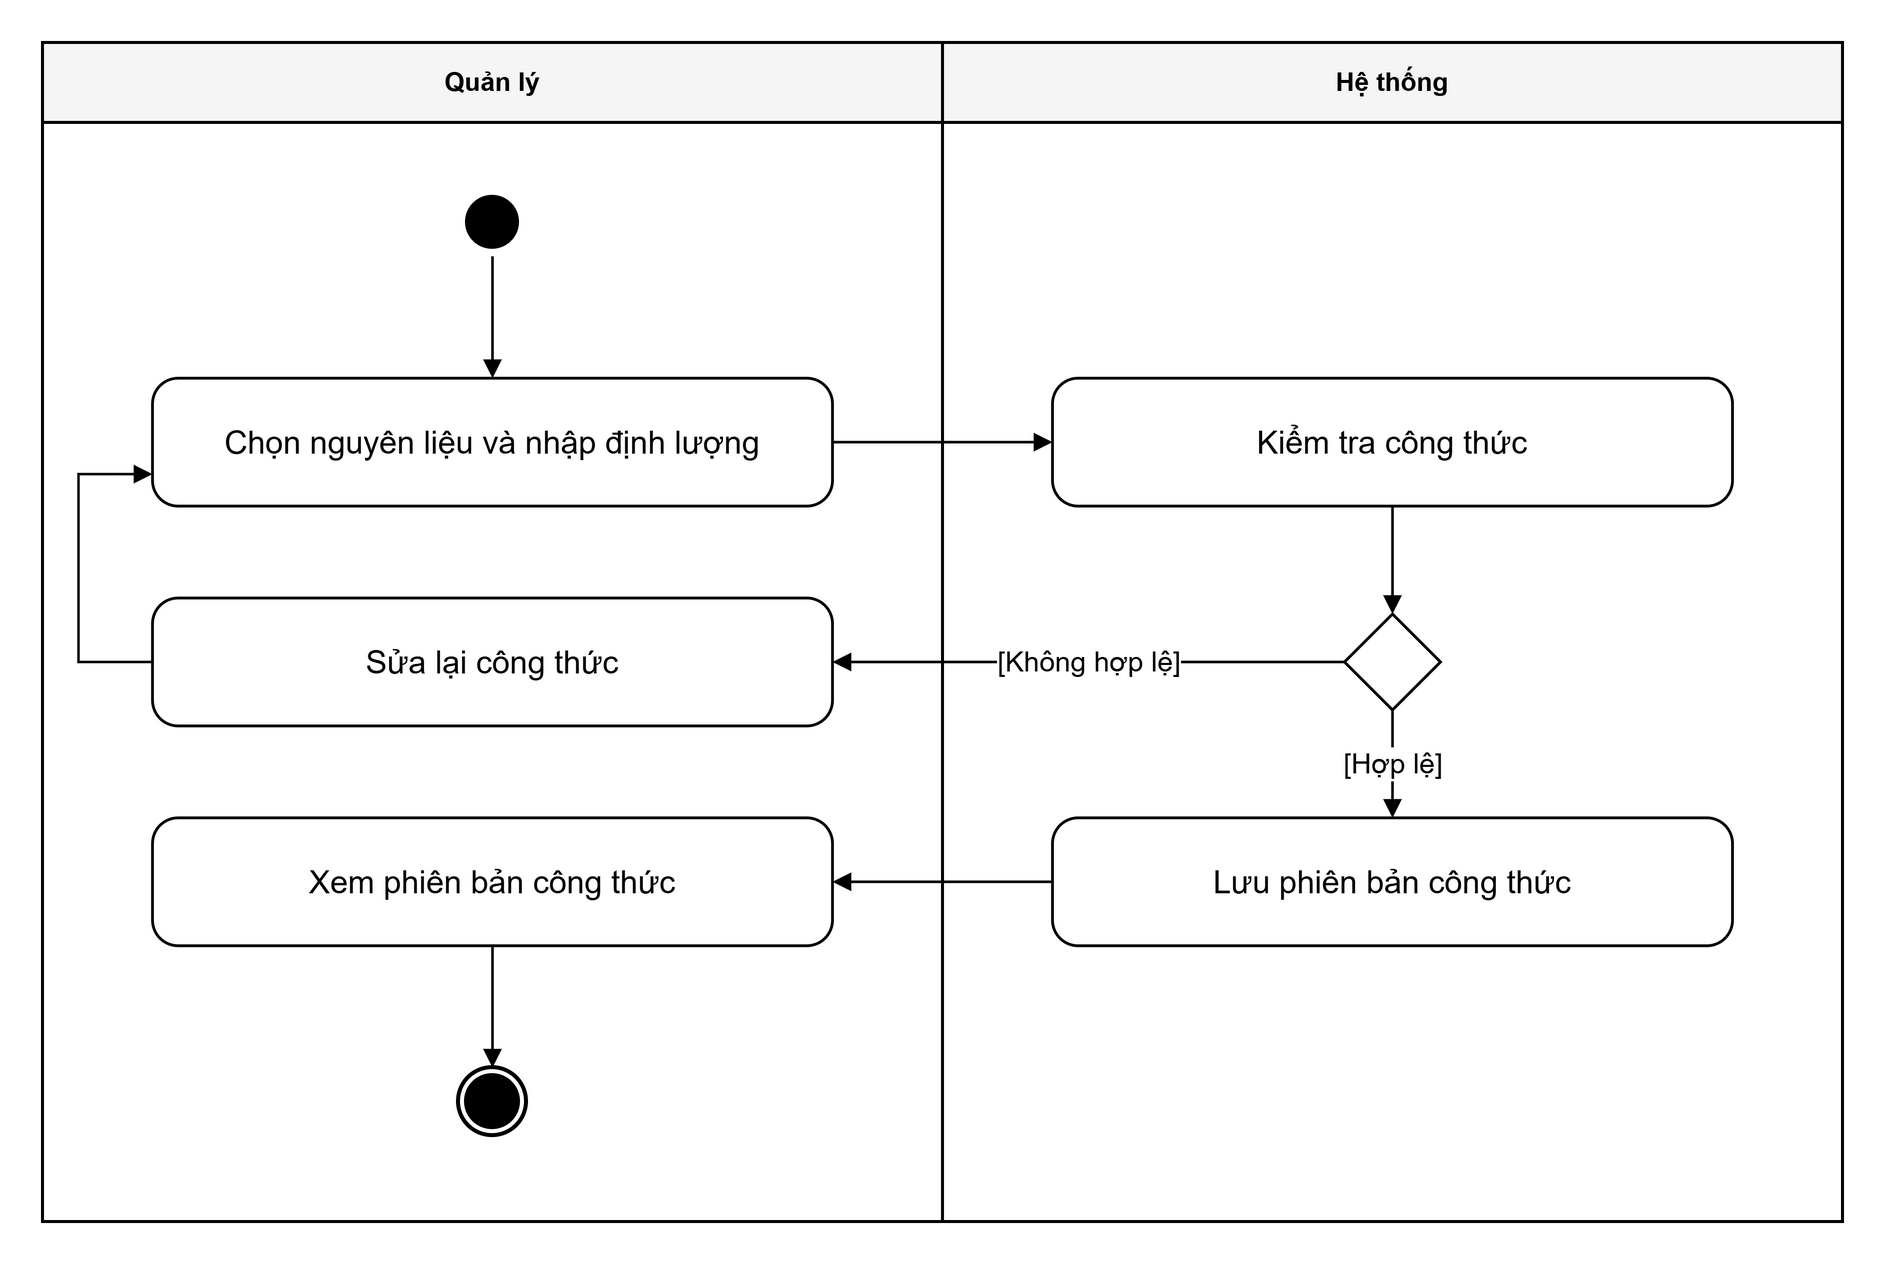 Quản lý
Hệ thống
Chọn nguyên liệu và nhập định lượng
Kiểm tra công thức
Sửa lại công thức
[Không hợp lệ]
[Hợp lệ]
Xem phiên bản công thức
Lưu phiên bản công thức